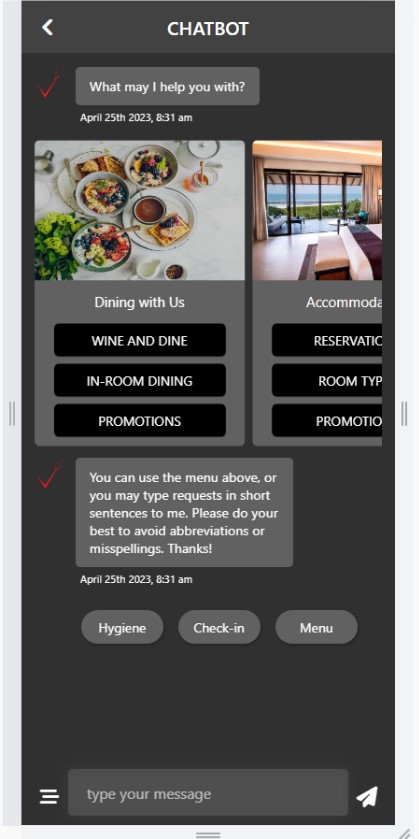 CHATBOT
What may I help you with?
April 25th 2023, 8:31 am
Dining with Us
WINE AND DINE
IN-ROOM DINING
PROMOTIONS
Accommoda
RESERVATIO
ROOM TYP
PROMOTIO
You can use the menu above, or
you may type requests in short
sentences to me. Please do your
best to avoid abbreviations or
misspellings. Thanks!
April 25th 2023, 8:31 am
Hygiene
Check-in
Menu
type your message